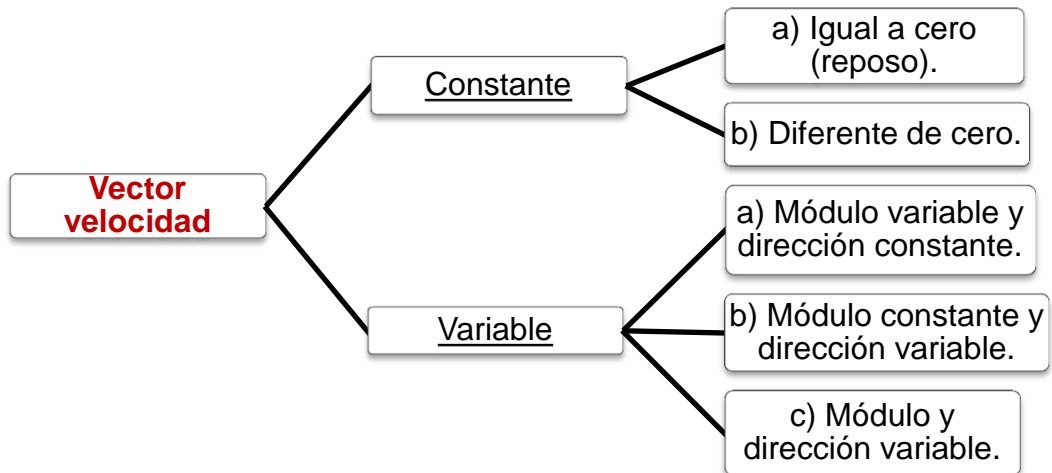 Vector
velocidad
Constante
a) Igual a cero
(reposo).
b) Diferente de cero.
Variable
a) Módulo variable y
dirección constante.
b) Módulo constante y
dirección variable.
c) Módulo y
dirección variable.